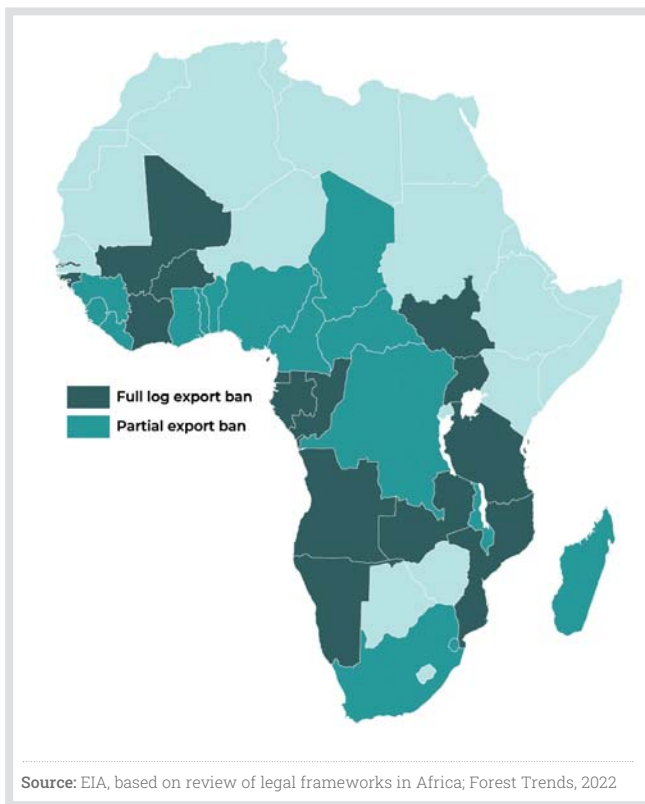 Full log export ban
Partial export ban
Source: EIA, based on review of legal frameworks in Africa; Forest Trends, 2022